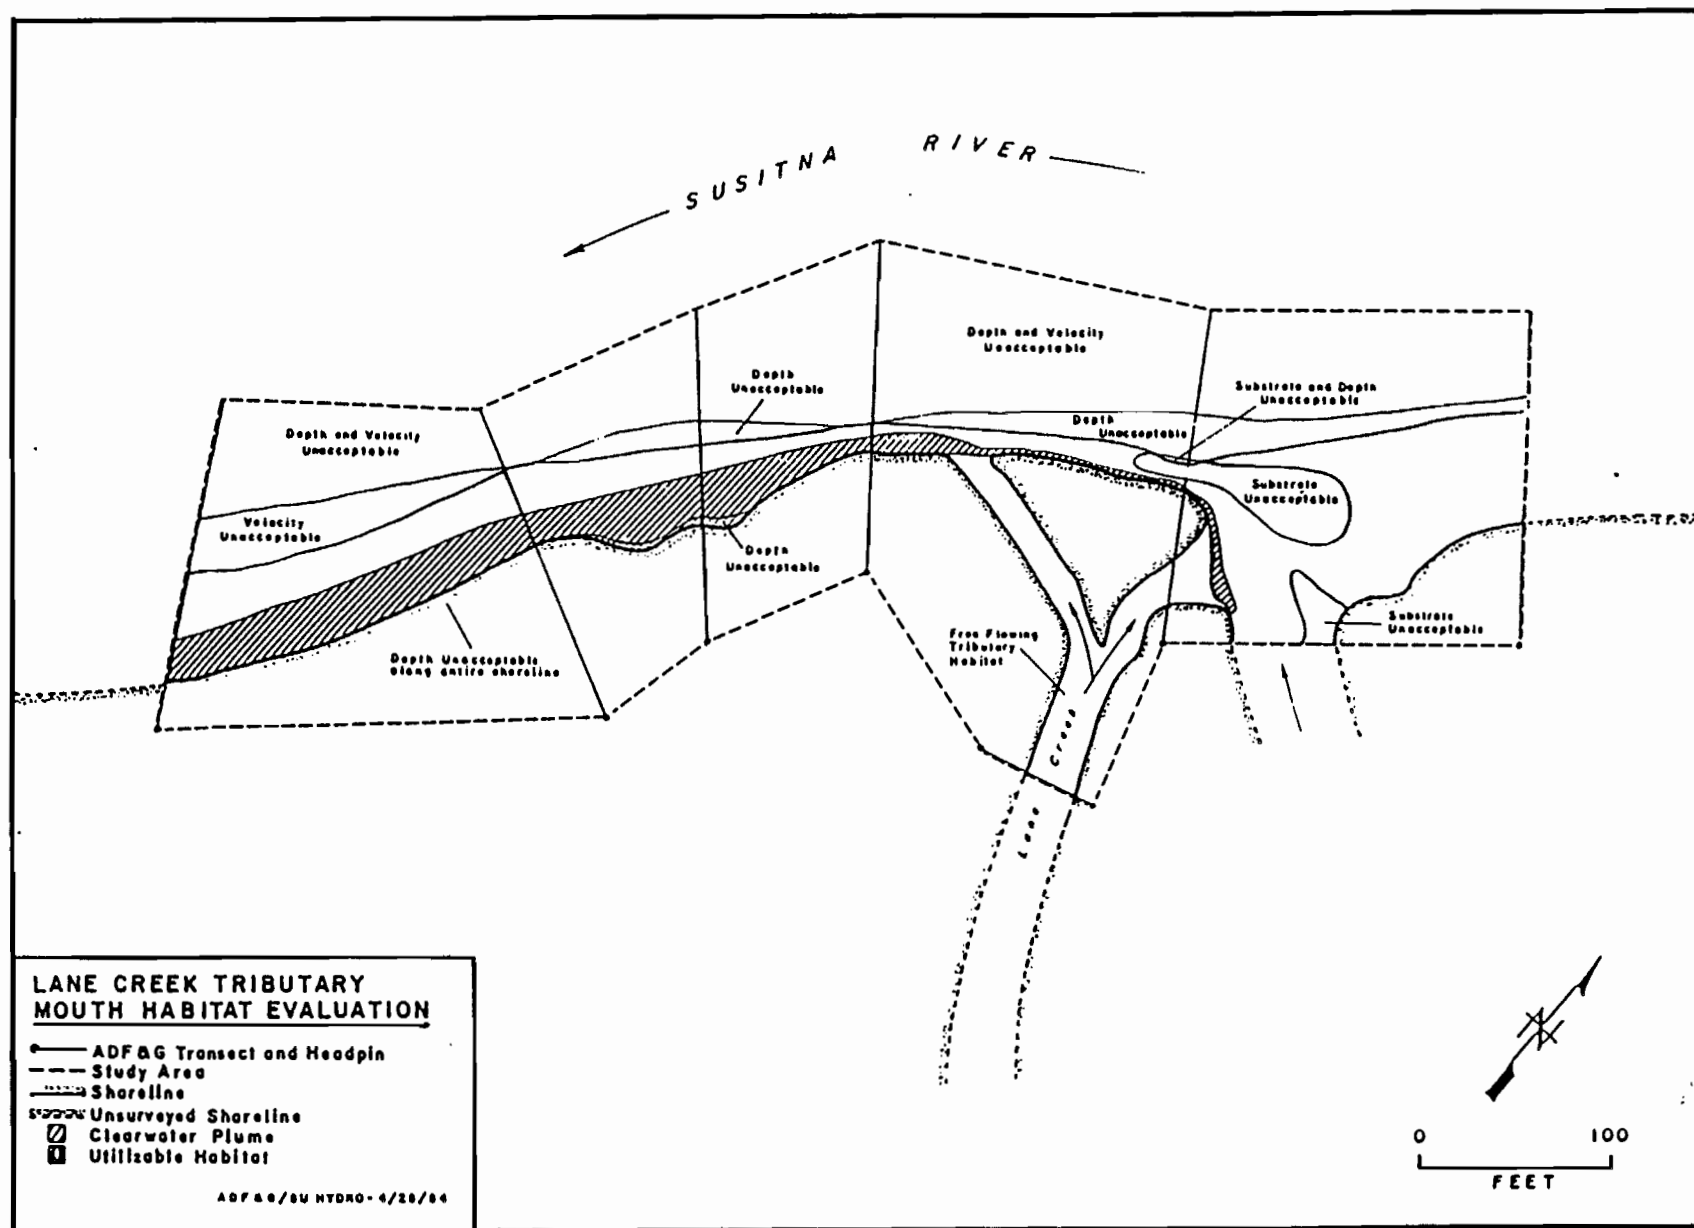 SUSITNA RIVER
Depth and Velocity
Unacceptable
Depth
Unacceptable
Substrate and Depth
Unacceptable
Depth and Velocity
Unacceptable
Depth
Unacceptable
Substrate
Unacceptable
Velocity
Unacceptable
Depth
Unacceptable
Free Flowing
Tributary
Habitat
Substrate
Unacceptable
Depth Unacceptable
along entire shoreline
Lane Creek
LANE CREEK TRIBUTARY
MOUTH HABITAT EVALUATION
ADF&G Transect and Headpin
Study Area
Shoreline
Unsurveyed Shoreline
Clearwater Plume
Utilizable Habitat
0 100
FEET